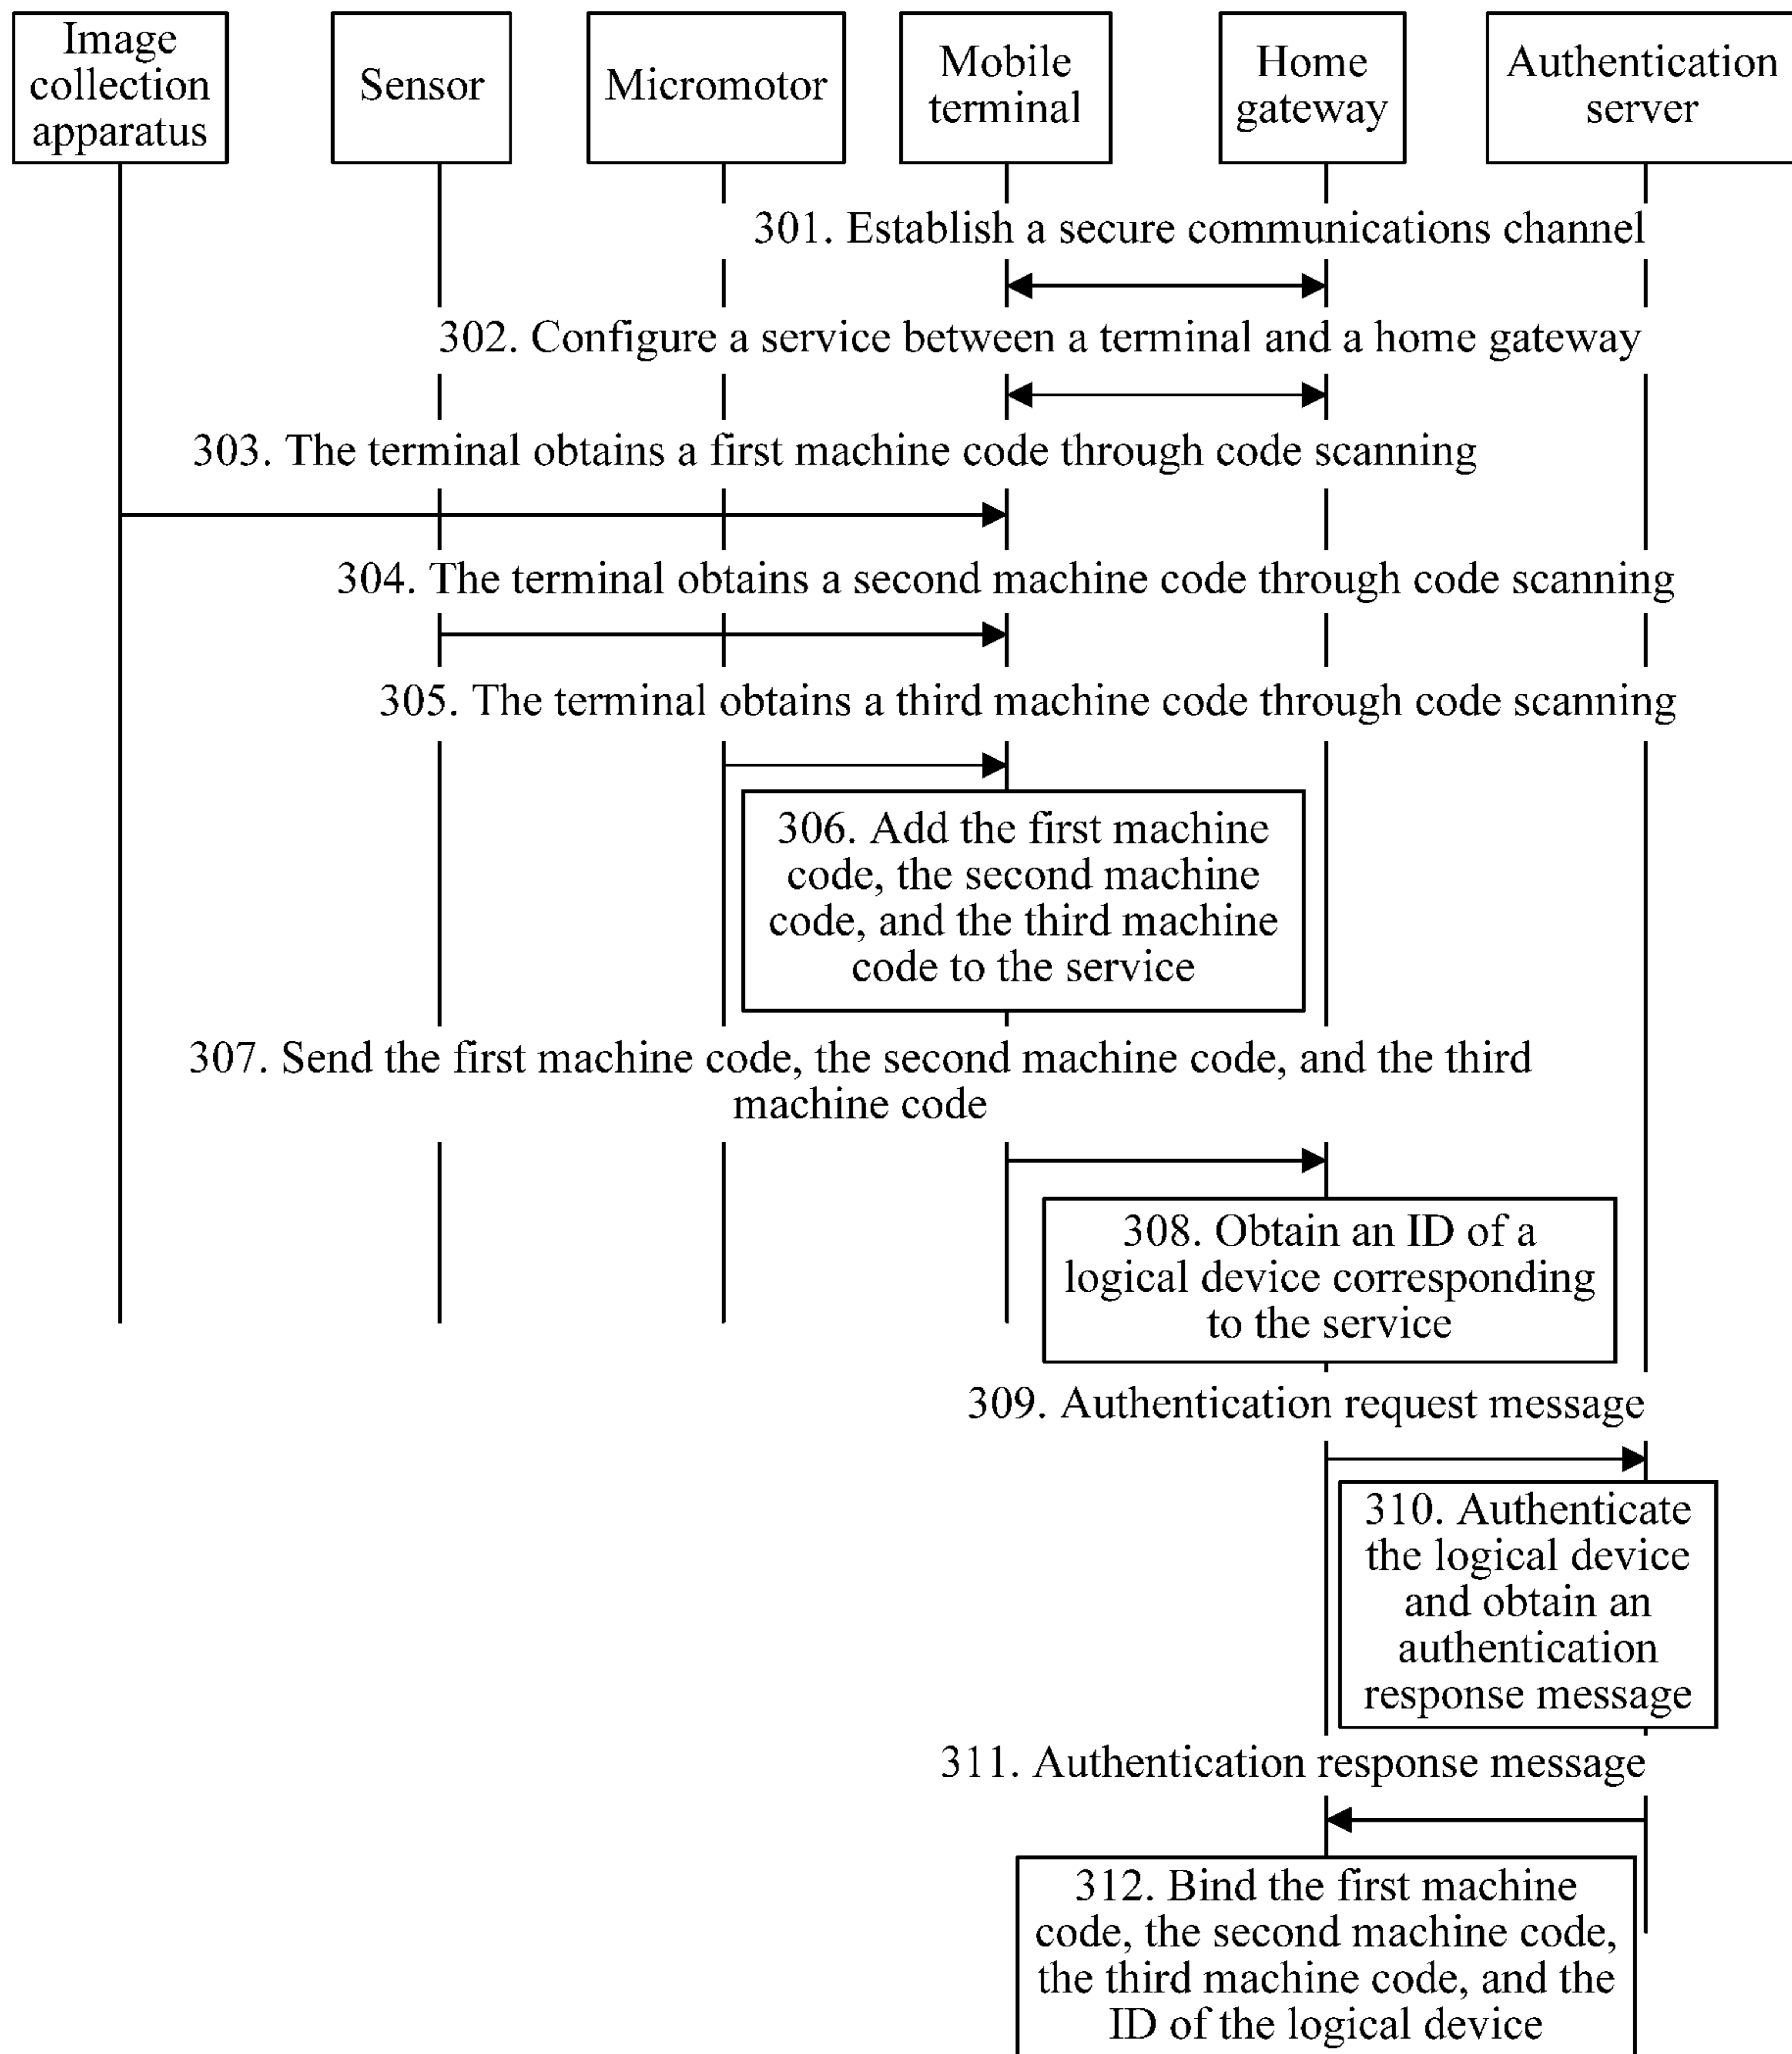 Image
collection
apparatus
Sensor
Micromotor
Mobile
terminal
Home
gateway
Authentication
server
301. Establish a secure communications channel
302. Configure a service between a terminal and a home gateway
303. The terminal obtains a first machine code through code scanning
304. The terminal obtains a second machine code through code scanning
305. The terminal obtains a third machine code through code scanning
306. Add the first machine
code, the second machine
code, and the third machine
code to the service
307. Send the first machine code, the second machine code, and the third
machine code
308. Obtain an ID of a
logical device corresponding
to the service
309. Authentication request message
310. Authenticate
the logical device
and obtain an
authentication
response message
311. Authentication response message
312. Bind the first machine
code, the second machine code,
the third machine code, and the
ID of the logical device